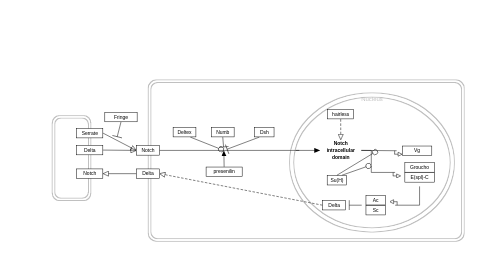 Nucleus
hairless
Fringe
Serrate
Deltex
Numb
Dsh
Delta
Notch
Notch
intracellular
domain
Vg
Groucho
E(spl)-C
Notch
Delta
presenilin
Su(H)
Delta
Ac
Sc